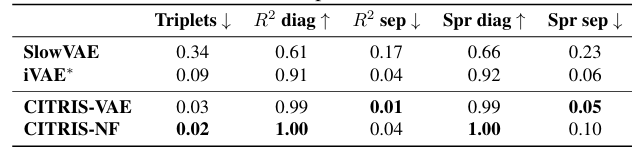 Triplets ↓ R² diag ↑ R² sep ↓ Spr diag ↑ Spr sep ↓
SlowVAE 0.34 0.61 0.17 0.66 0.23
iVAE* 0.09 0.91 0.04 0.92 0.06
CITRIS-VAE 0.03 0.99 0.01 0.99 0.05
CITRIS-NF 0.02 1.00 0.04 1.00 0.10